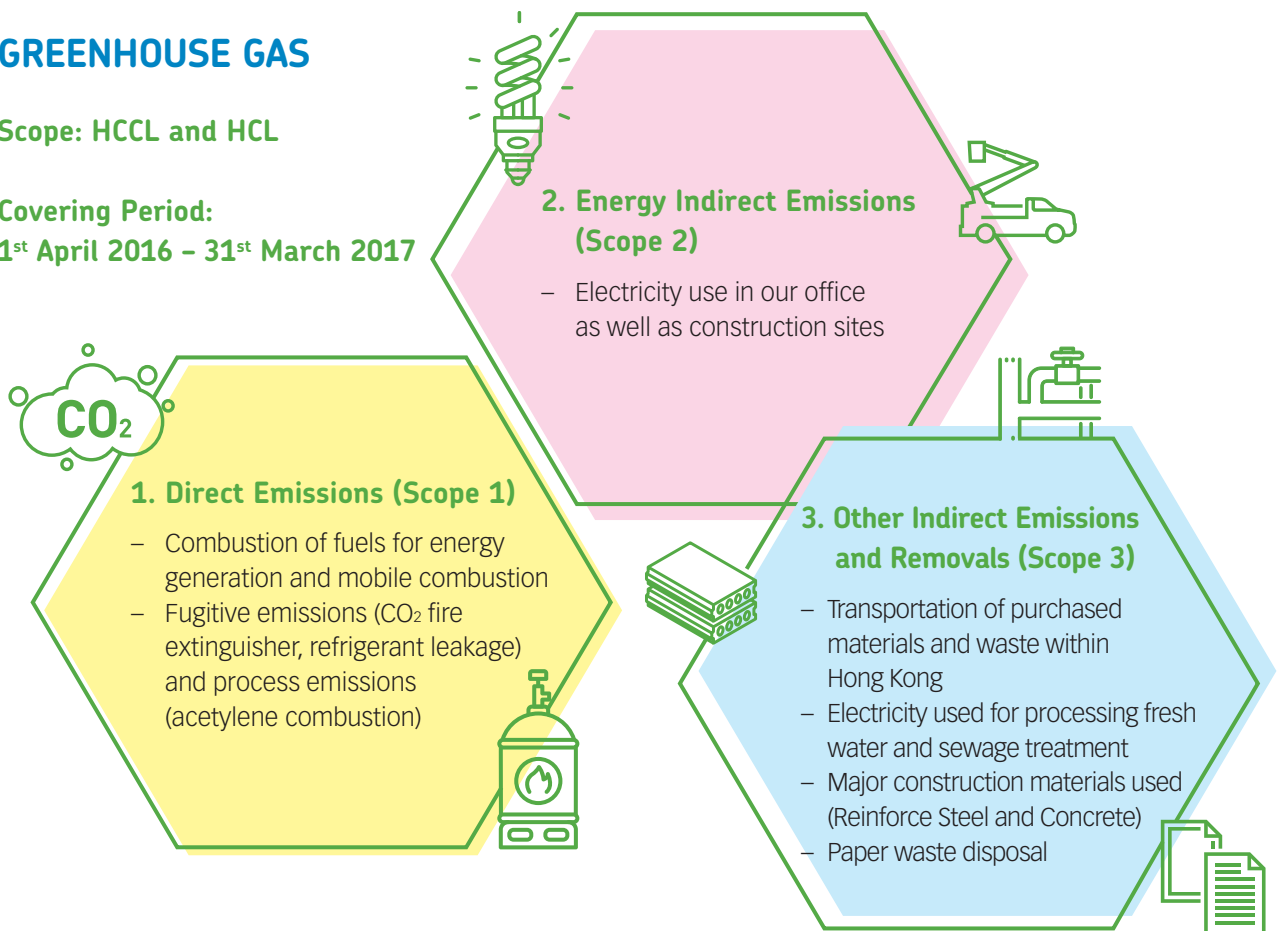 GREENHOUSE GAS
Scope: HCCL and HCL
Covering Period:
1st April 2016 – 31st March 2017
CO2
1. Direct Emissions (Scope 1)
– Combustion of fuels for energy
generation and mobile combustion
– Fugitive emissions (CO2 fire
extinguisher, refrigerant leakage)
and process emissions
(acetylene combustion)
2. Energy Indirect Emissions
(Scope 2)
– Electricity use in our office
as well as construction sites
3. Other Indirect Emissions
and Removals (Scope 3)
– Transportation of purchased
materials and waste within
Hong Kong
– Electricity used for processing fresh
water and sewage treatment
– Major construction materials used
(Reinforce Steel and Concrete)
– Paper waste disposal